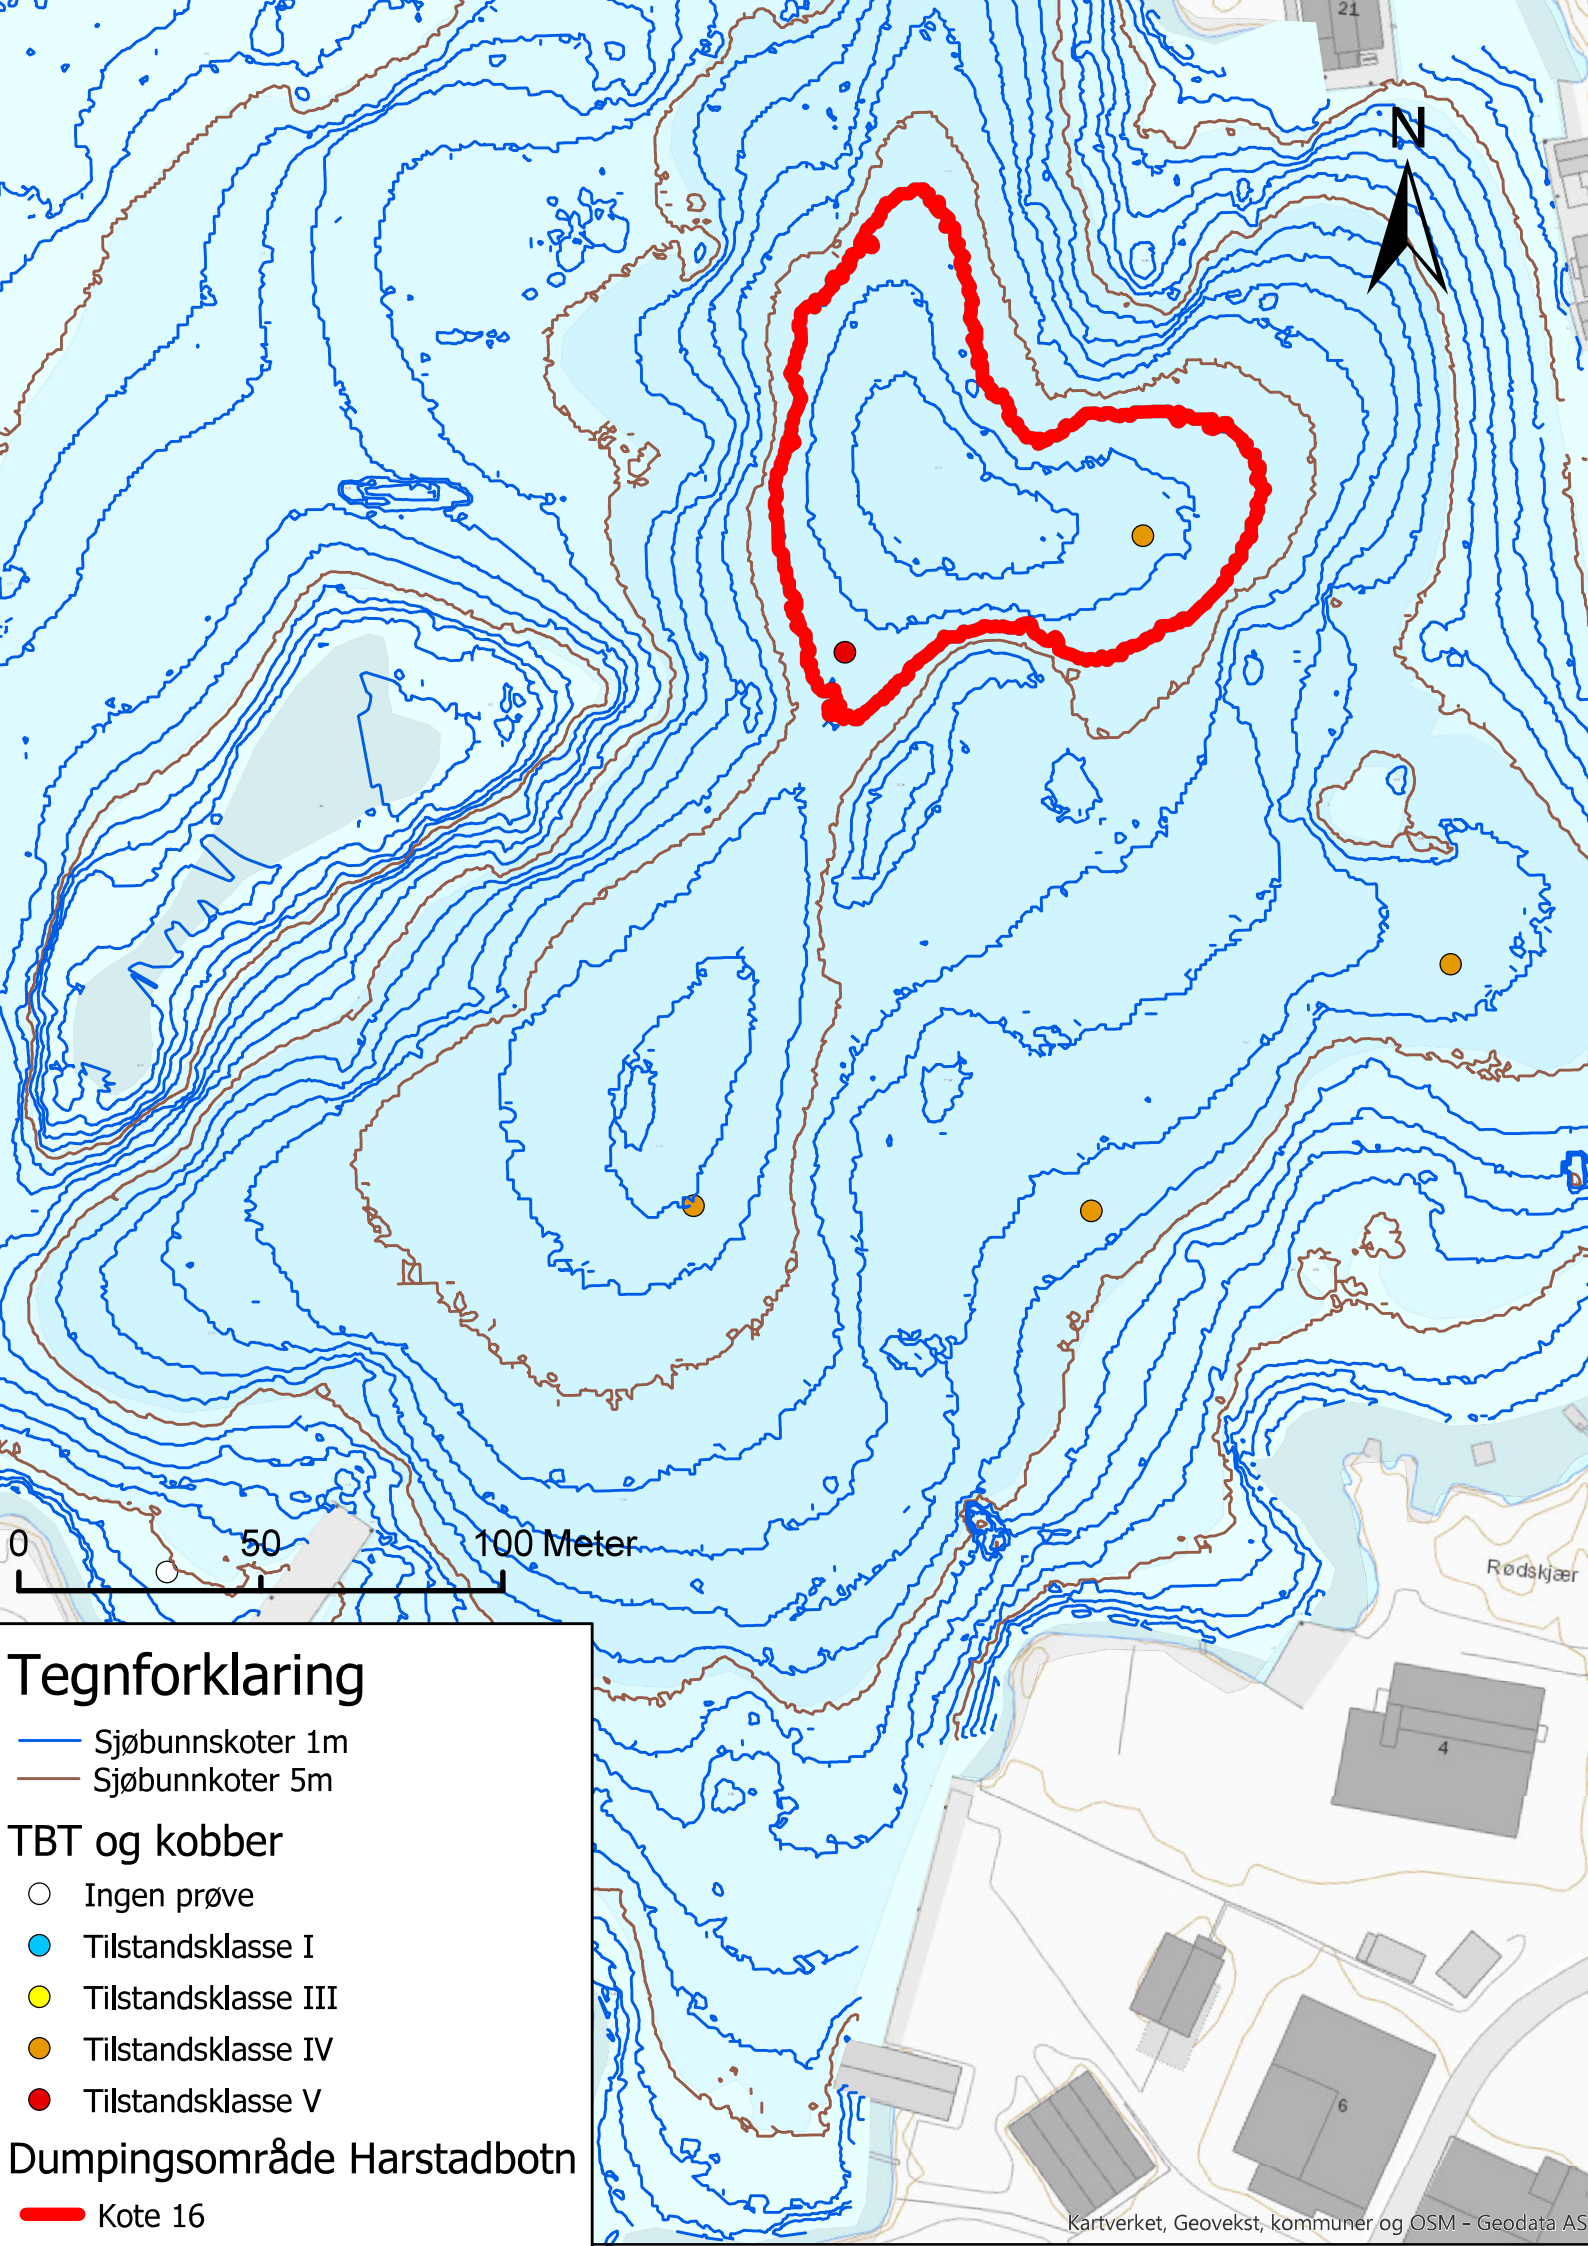 21
N
0 50 100 Meter
Rødskjær
Tegnforklaring
Sjøbunnskoter 1m
Sjøbunnkoter 5m
4
TBT og kobber
Ingen prøve
Tilstandsklasse I
Tilstandsklasse III
Tilstandsklasse IV
Tilstandsklasse V
6
Dumpingsområde Harstadbotn
Kote 16
Kartverket, Geovekst, kommuner og OSM - Geodata AS